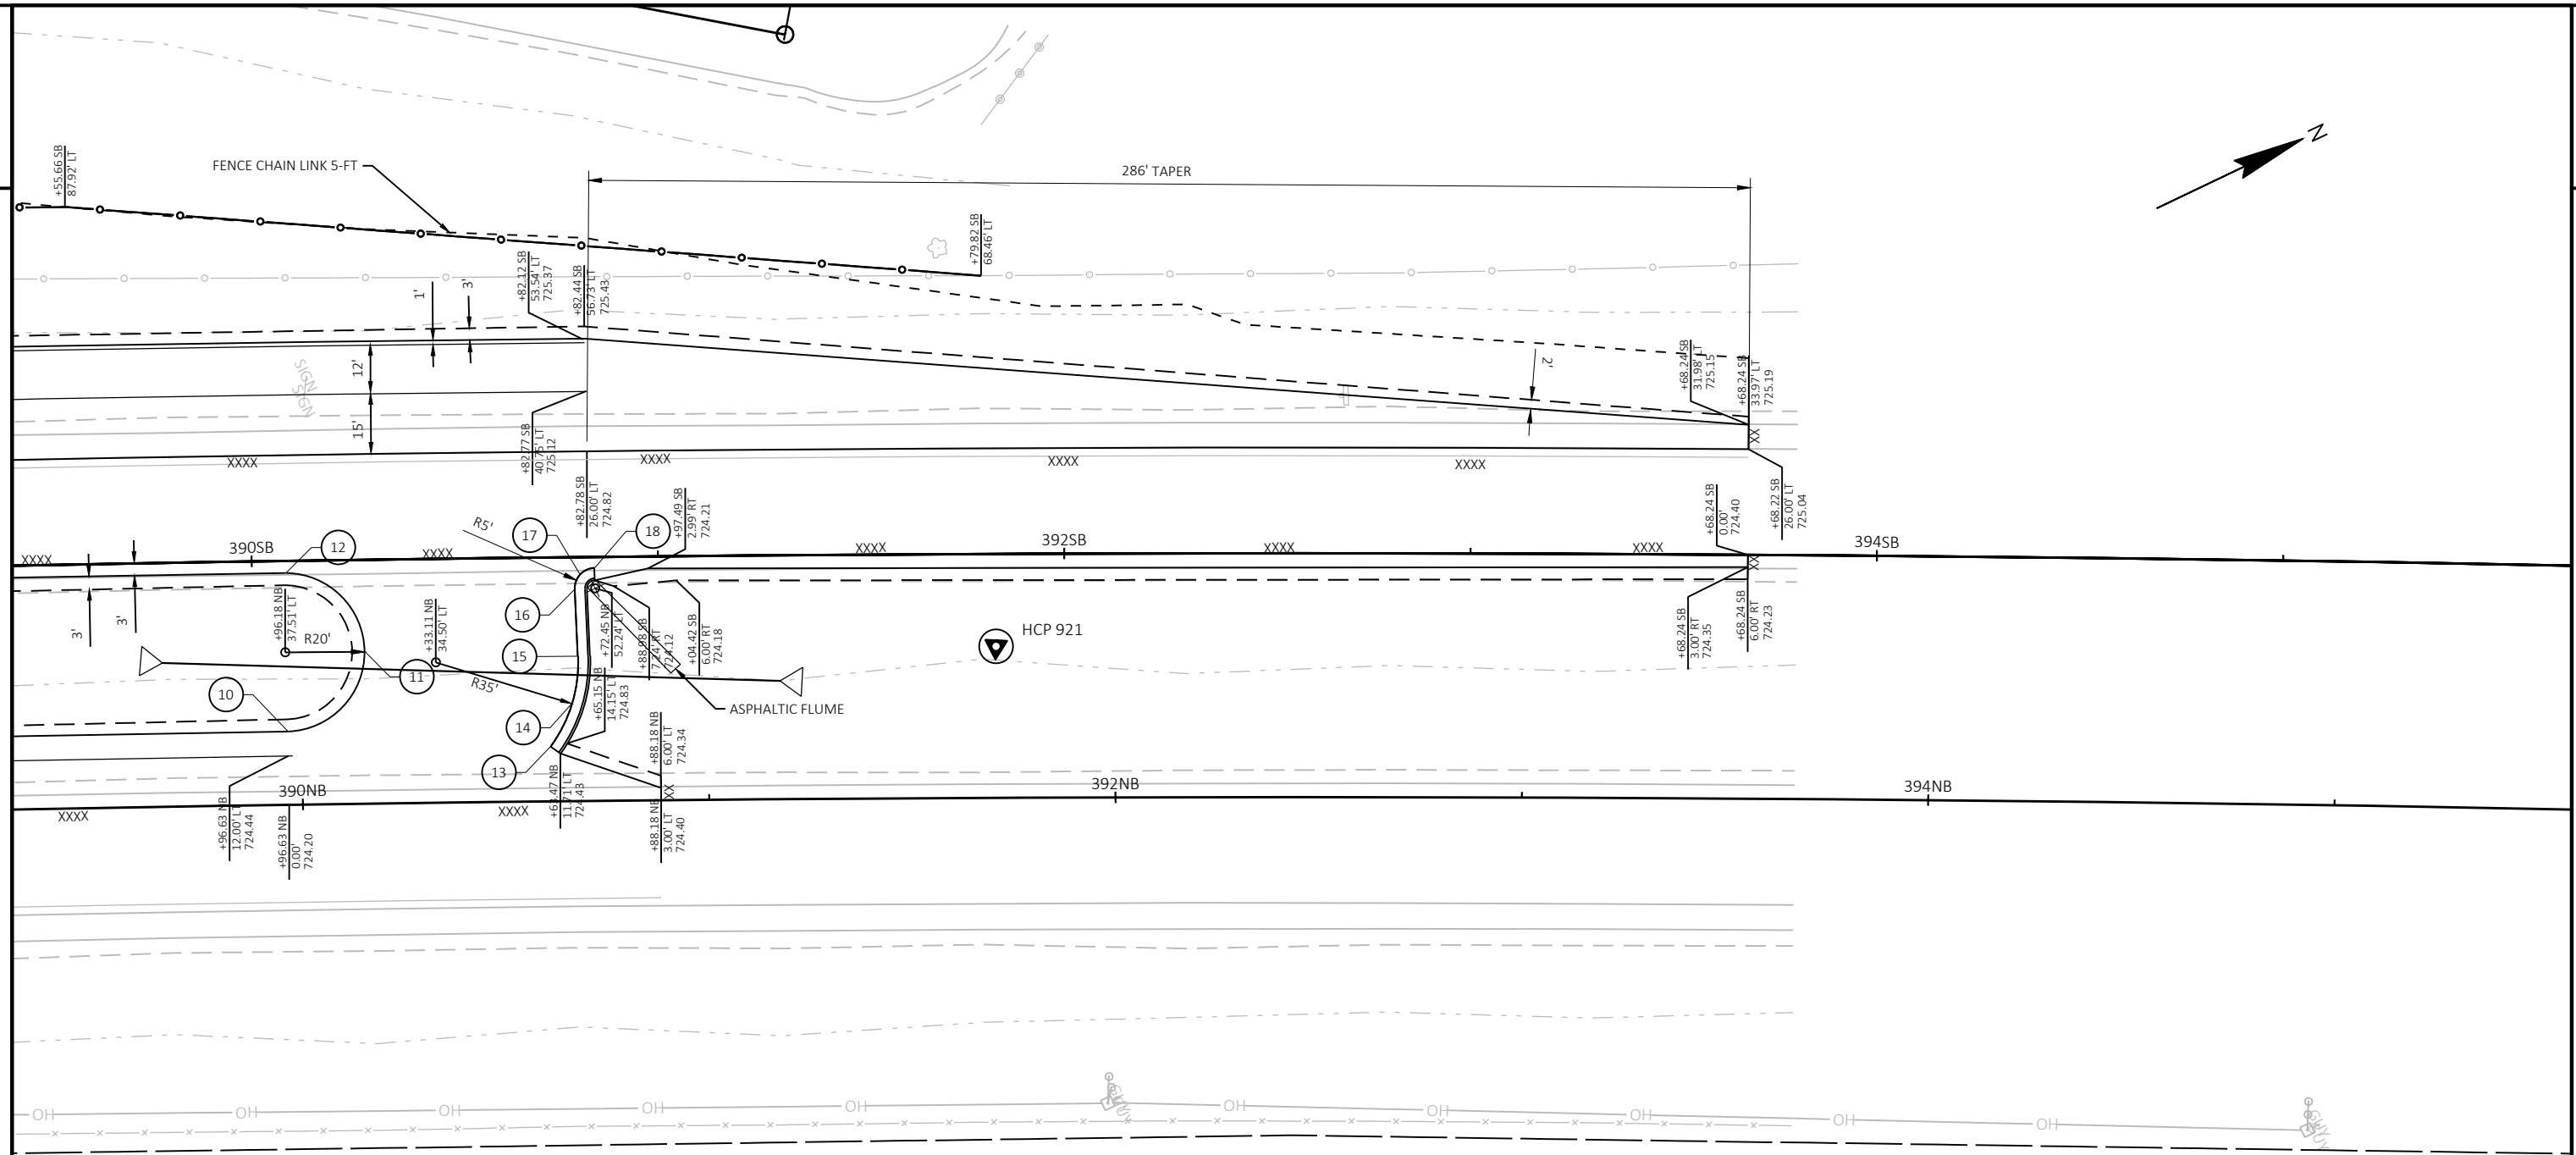 N
+55.66 SB
87.92' LT
FENCE CHAIN LINK 5-FT
286' TAPER
+79.82 SB
68.46' LT
+82.12 SB
53.54' LT
725.37
+82.44 SB
56.73' LT
725.43
1'
3'
12'
15'
SIGN
SIGN
2'
+68.24 SB
31.98' LT
725.15
+68.24 SB
33.97' LT
725.19
XX
+82.77 SB
40.75' LT
725.12
XXXX
XXXX
XXXX
XXXX
+82.78 SB
26.00' LT
724.82
+97.49 SB
2.99' RT
724.21
+68.24 SB
0.00'
724.40
+68.22 SB
26.00' LT
725.04
R5'
17
18
12
390SB
392SB
394SB
XXXX
XXXX
XXXX
XXXX
XXXX
XX
3'
3'
+96.18 NB
37.51' LT
R20'
+33.11 NB
34.50' LT
R35'
16
15
14
13
11
10
+72.45 NB
52.24' LT
+88.98 SB
7.24' RT
724.12
+04.42 SB
6.00' RT
724.18
HCP 921
+68.24 SB
3.00' RT
724.35
+68.24 SB
6.00' RT
724.23
+65.15 NB
14.15' LT
724.83
ASPHALTIC FLUME
+88.18 NB
6.00' LT
724.34
XX
390NB
392NB
394NB
XXXX
XXXX
+96.63 NB
12.00' LT
724.44
+96.63 NB
0.00'
724.20
11.71' LT
724.43
+88.18 NB
3.00' LT
724.40
OH
OH
OH
OH
OH
OH
OH
OH
OH
OH
GUY
GUY
GUY
GUY